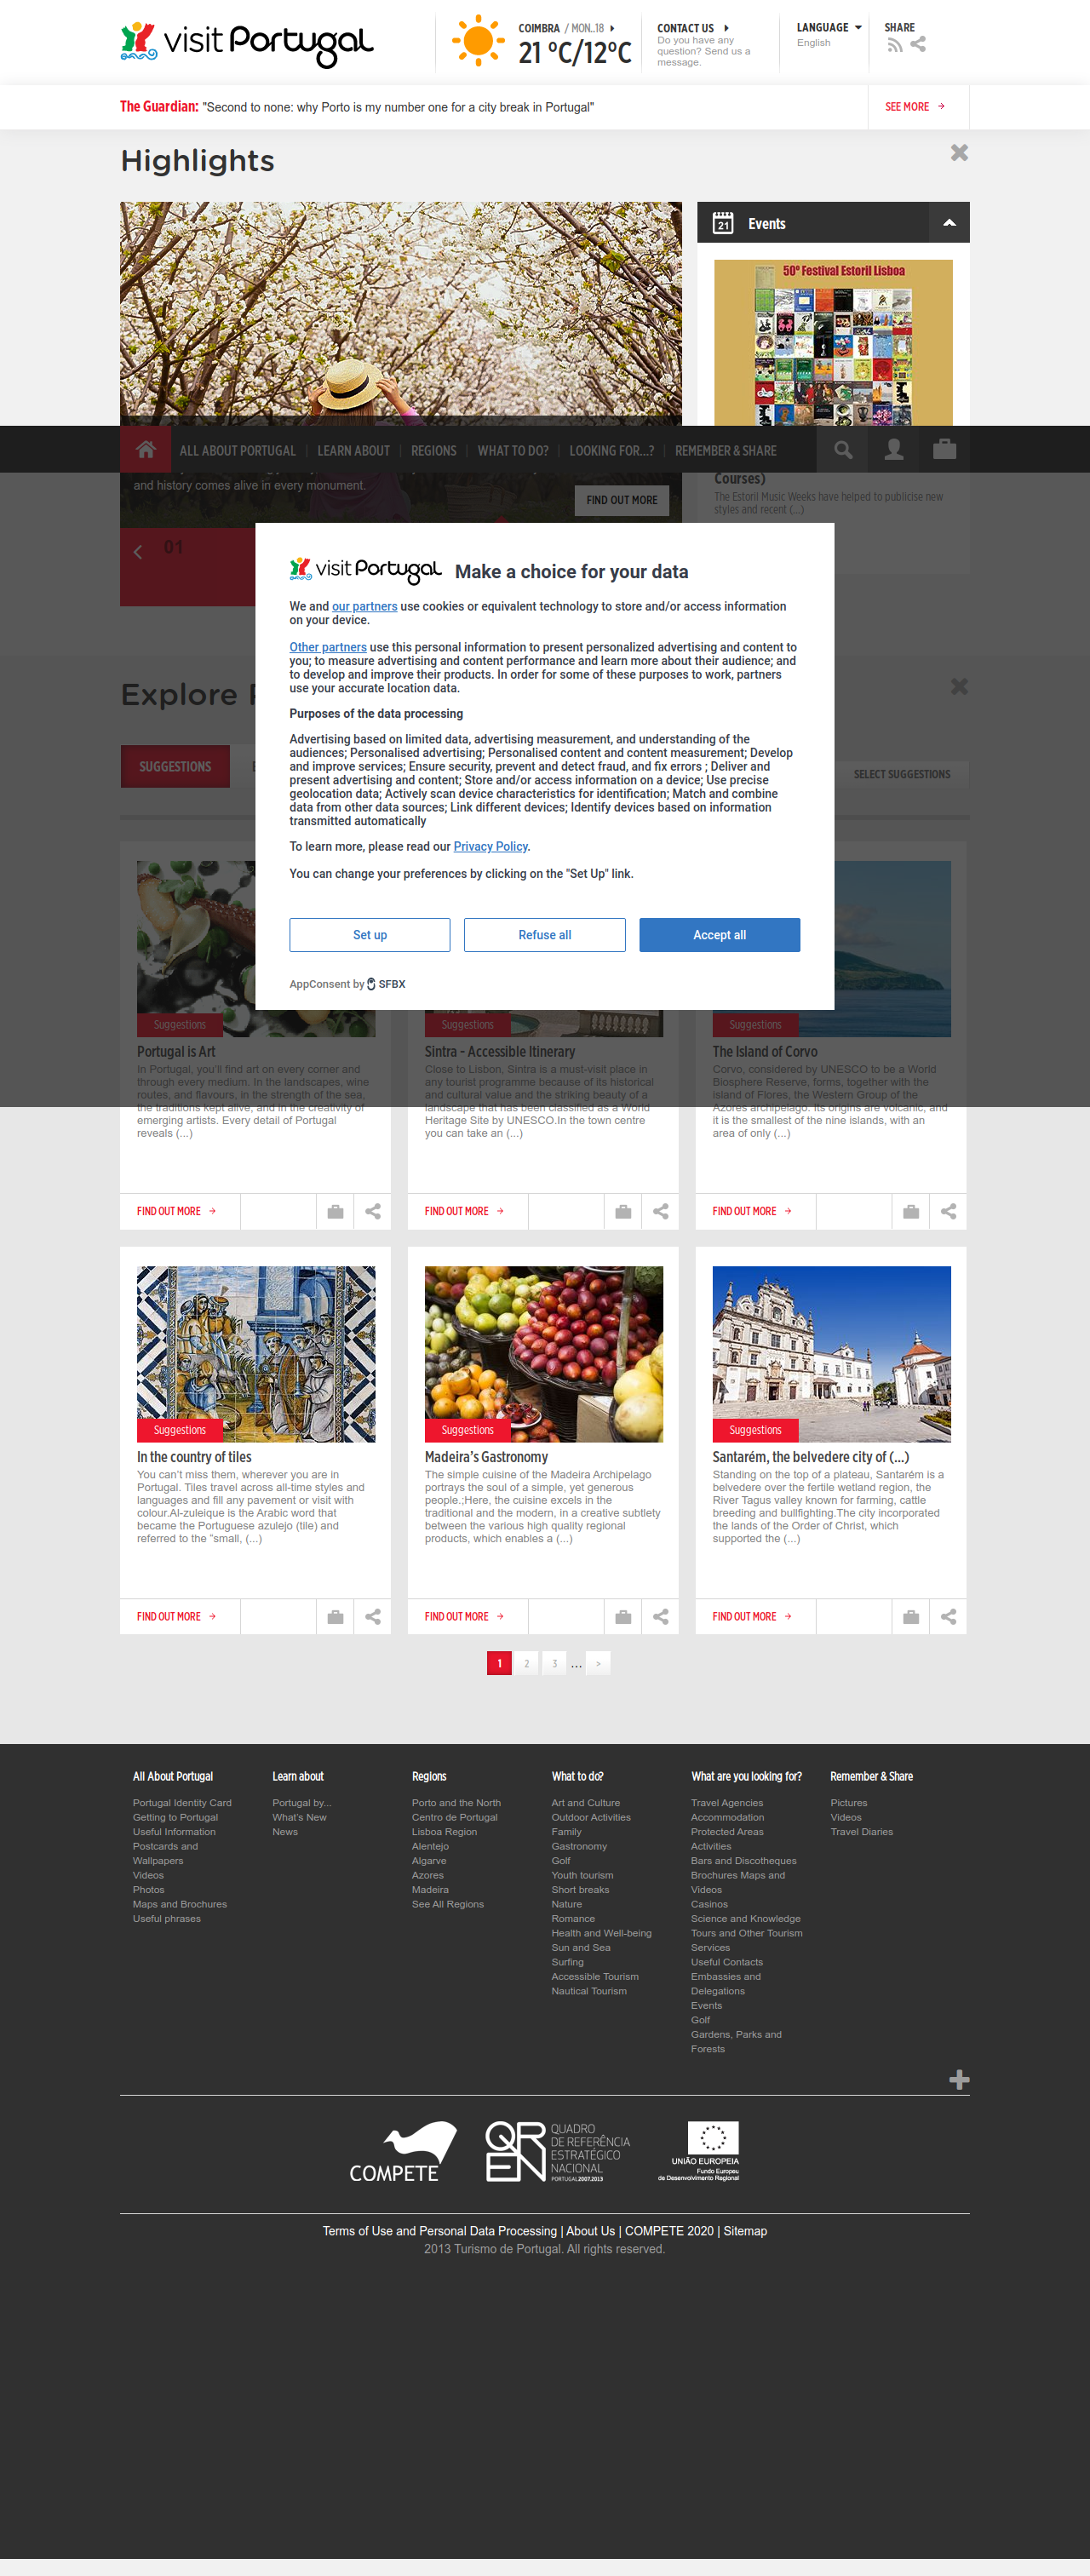 visit Portugal
COIMBRA / MON..18
21 ºC/12ºC
CONTACT US
Do you have any
question? Send us a
message.
LANGUAGE
English
SHARE
The Guardian: "Second to none: why Porto is my number one for a city break in Portugal"
SEE MORE
Highlights
21 Events
50º Festival Estoril Lisboa
ALL ABOUT PORTUGAL | LEARN ABOUT | REGIONS | WHAT TO DO? | LOOKING FOR...? | REMEMBER & SHARE
and history comes alive in every monument.
FIND OUT MORE
Courses)
The Estoril Music Weeks have helped to publicise new
styles and recent (...)
01
visit Portugal Make a choice for your data
We and our partners use cookies or equivalent technology to store and/or access information
on your device.
Other partners use this personal information to present personalized advertising and content to
you; to measure advertising and content performance and learn more about their audience; and
to develop and improve their products. In order for some of these purposes to work, partners
use your accurate location data.
Purposes of the data processing
Advertising based on limited data, advertising measurement, and understanding of the
audiences; Personalised advertising; Personalised content and content measurement; Develop
and improve services; Ensure security, prevent and detect fraud, and fix errors ; Deliver and
present advertising and content; Store and/or access information on a device; Use precise
geolocation data; Actively scan device characteristics for identification; Match and combine
data from other data sources; Link different devices; Identify devices based on information
transmitted automatically
To learn more, please read our Privacy Policy.
You can change your preferences by clicking on the "Set Up" link.
Set up
Refuse all
Accept all
AppConsent by SFBX
Explore
SUGGESTIONS
SELECT SUGGESTIONS
Suggestions
Portugal is Art
In Portugal, you'll find art on every corner and
through every medium. In the landscapes, wine
routes, and flavours, in the strength of the sea,
the traditions kept alive, and in the creativity of
emerging artists. Every detail of Portugal
reveals (...)
FIND OUT MORE
Suggestions
Sintra - Accessible Itinerary
Close to Lisbon, Sintra is a must-visit place in
any tourist programme because of its historical
and cultural value and the striking beauty of a
landscape that has been classified as a World
Heritage Site by UNESCO.In the town centre
you can take an (...)
FIND OUT MORE
Suggestions
The Island of Corvo
Corvo, considered by UNESCO to be a World
Biosphere Reserve, forms, together with the
island of Flores, the Western Group of the
Azores archipelago. Its origins are volcanic, and
it is the smallest of the nine islands, with an
area of only (...)
FIND OUT MORE
Suggestions
In the country of tiles
You can't miss them, wherever you are in
Portugal. Tiles travel across all-time styles and
languages and fill any pavement or visit with
colour.Al-zuleique is the Arabic word that
became the Portuguese azulejo (tile) and
referred to the "small, (...)
FIND OUT MORE
Suggestions
Madeira's Gastronomy
The simple cuisine of the Madeira Archipelago
portrays the soul of a simple, yet generous
people.;Here, the cuisine excels in the
traditional and the modern, in a creative subtlety
between the various high quality regional
products, which enables a (...)
FIND OUT MORE
Suggestions
Santarém, the belvedere city of (...)
Standing on the top of a plateau, Santarém is a
belvedere over the fertile wetland region, the
River Tagus valley known for farming, cattle
breeding and bullfighting.The city incorporated
the lands of the Order of Christ, which
supported the (...)
FIND OUT MORE
1 2 3 ... >
All About Portugal
Portugal Identity Card
Getting to Portugal
Useful Information
Postcards and
Wallpapers
Videos
Photos
Maps and Brochures
Useful phrases
Learn about
Portugal by...
What's New
News
Regions
Porto and the North
Centro de Portugal
Lisboa Region
Alentejo
Algarve
Azores
Madeira
See All Regions
What to do?
Art and Culture
Outdoor Activities
Family
Gastronomy
Golf
Youth tourism
Short breaks
Nature
Romance
Health and Well-being
Sun and Sea
Surfing
Accessible Tourism
Nautical Tourism
What are you looking for?
Travel Agencies
Accommodation
Protected Areas
Activities
Bars and Discotheques
Brochures Maps and
Videos
Casinos
Science and Knowledge
Tours and Other Tourism
Services
Useful Contacts
Embassies and
Delegations
Events
Golf
Gardens, Parks and
Forests
Remember & Share
Pictures
Videos
Travel Diaries
COMPETE
QREN
QUADRO
DE REFERÊNCIA
ESTRATÉGICO
NACIONAL
PORTUGAL 2007.2013
UNIÃO EUROPEIA
Fundo Europeu
de Desenvolvimento Regional
Terms of Use and Personal Data Processing | About Us | COMPETE 2020 | Sitemap
2013 Turismo de Portugal. All rights reserved.